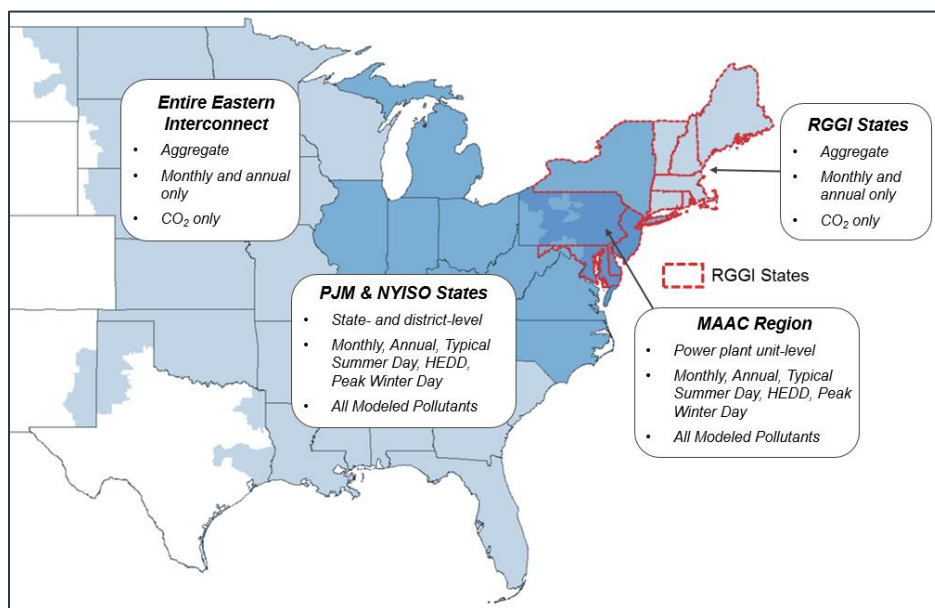 Entire Eastern
Interconnect
• Aggregate
• Monthly and annual
only
• CO₂ only
RGGI States
• Aggregate
• Monthly and
annual only
• CO₂ only
RGGI States
PJM & NYISO States
• State- and district-level
• Monthly, Annual, Typical
Summer Day, HEDD,
Peak Winter Day
• All Modeled Pollutants
MAAC Region
• Power plant unit-level
• Monthly, Annual, Typical
Summer Day, HEDD, Peak
Winter Day
• All Modeled Pollutants